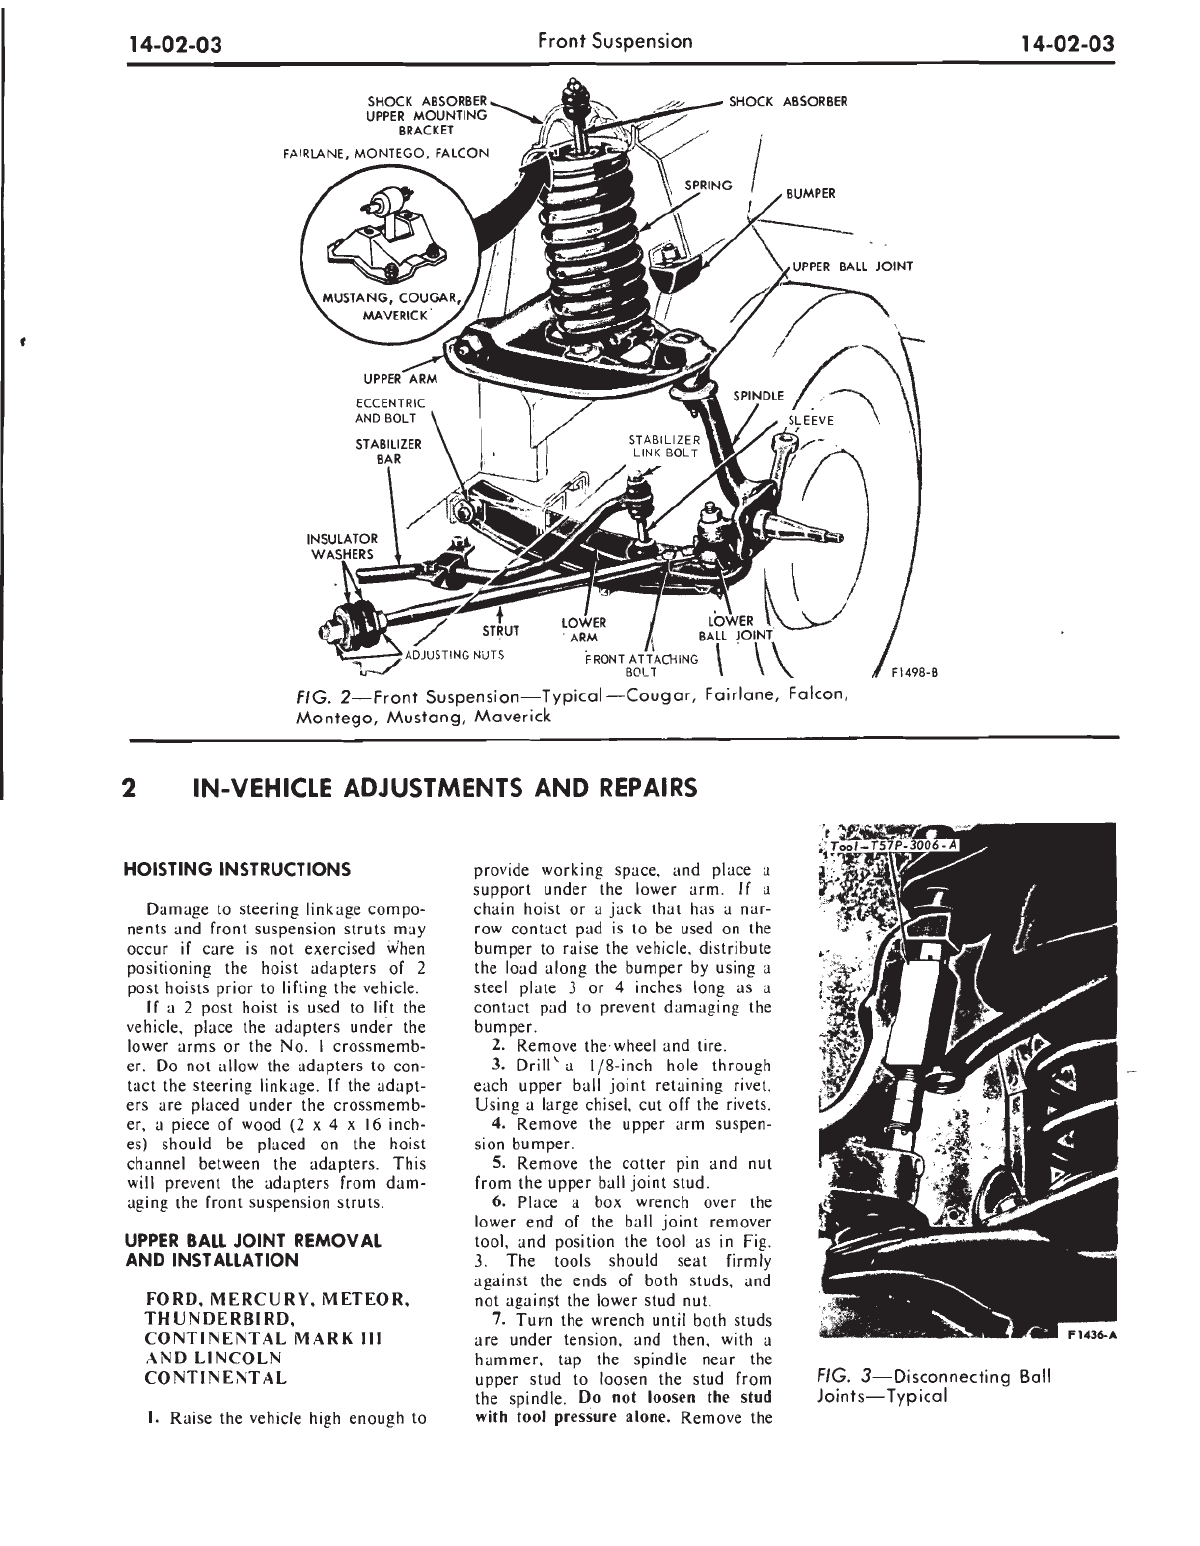 14-02-03
Front Suspension
14-02-03
SHOCK ABSORBER
UPPER MOUNTING
BRACKET
SHOCK ABSORBER
FAIRLANE, MONTEGO, FALCON
SPRING
BUMPER
UPPER BALL JOINT
MUSTANG, COUGAR,
MAVERICK
UPPER ARM
ECCENTRIC
AND BOLT
SPINDLE
SLEEVE
STABILIZER
BAR
STABILIZER
LINK BOLT
INSULATOR
WASHERS
STRUT
LOWER
ARM
LOWER
BALL JOINT
ADJUSTING NUTS
FRONT ATTACHING
BOLT
F1498-B
FIG. 2—Front Suspension—Typical—Cougar, Fairlane, Falcon,
Montego, Mustang, Maverick
2 IN-VEHICLE ADJUSTMENTS AND REPAIRS
HOISTING INSTRUCTIONS
Damage to steering linkage compo-
nents and front suspension struts may
occur if care is not exercised when
positioning the hoist adapters of 2
post hoists prior to lifting the vehicle.
If a 2 post hoist is used to lift the
vehicle, place the adapters under the
lower arms or the No. 1 crossmemb-
er. Do not allow the adapters to con-
tact the steering linkage. If the adapt-
ers are placed under the crossmemb-
er, a piece of wood (2 x 4 x 16 inch-
es) should be placed on the hoist
channel between the adapters. This
will prevent the adapters from dam-
aging the front suspension struts.
UPPER BALL JOINT REMOVAL
AND INSTALLATION
FORD, MERCURY, METEOR,
THUNDERBIRD,
CONTINENTAL MARK III
AND LINCOLN
CONTINENTAL
1. Raise the vehicle high enough to
provide working space, and place a
support under the lower arm. If a
chain hoist or a jack that has a nar-
row contact pad is to be used on the
bumper to raise the vehicle, distribute
the load along the bumper by using a
steel plate 3 or 4 inches long as a
contact pad to prevent damaging the
bumper.
2. Remove the wheel and tire.
3. Drill a 1/8-inch hole through
each upper ball joint retaining rivet.
Using a large chisel, cut off the rivets.
4. Remove the upper arm suspen-
sion bumper.
5. Remove the cotter pin and nut
from the upper ball joint stud.
6. Place a box wrench over the
lower end of the ball joint remover
tool, and position the tool as in Fig.
3. The tools should seat firmly
against the ends of both studs, and
not against the lower stud nut.
7. Turn the wrench until both studs
are under tension, and then, with a
hammer, tap the spindle near the
upper stud to loosen the stud from
the spindle. Do not loosen the stud
with tool pressure alone. Remove the
Tool-T57P-3006-A
F1436-A
FIG. 3—Disconnecting Ball
Joints—Typical